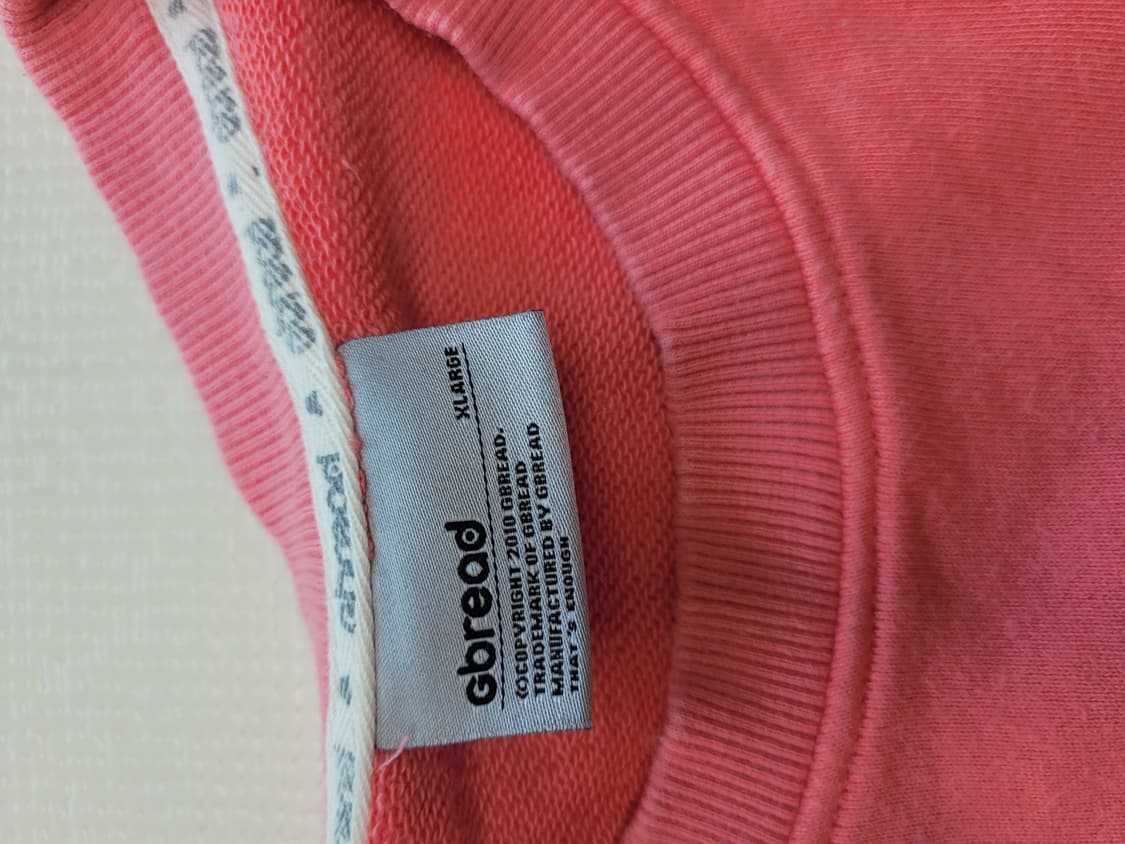 Gbread
XLARGE
(C)COPYRIGHT 2010 GBREAD.
TRADEMARK OF GBREAD
MANUFACTURED BY GBREAD
THAT'S ENOUGH